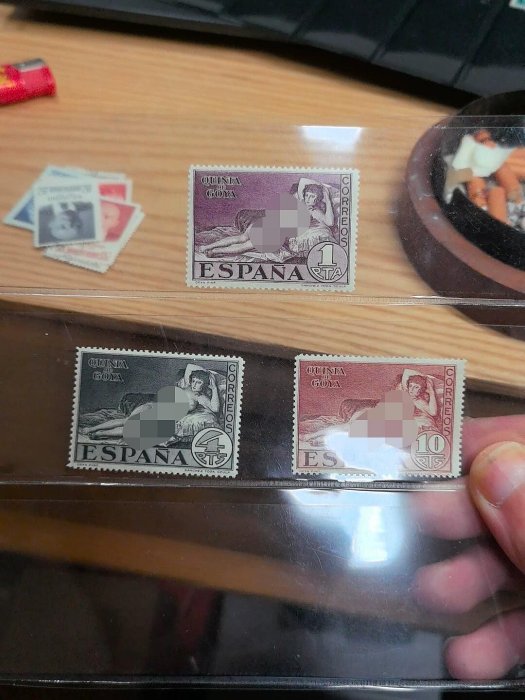 QUINTA
DE
GOYA
CORREOS
1
PTA
ESPAÑA
QUINTA
DE
GOYA
CORREOS
4
PTS
ESPAÑA
QUINTA
DE
GOYA
CORREOS
10
PTS
ES